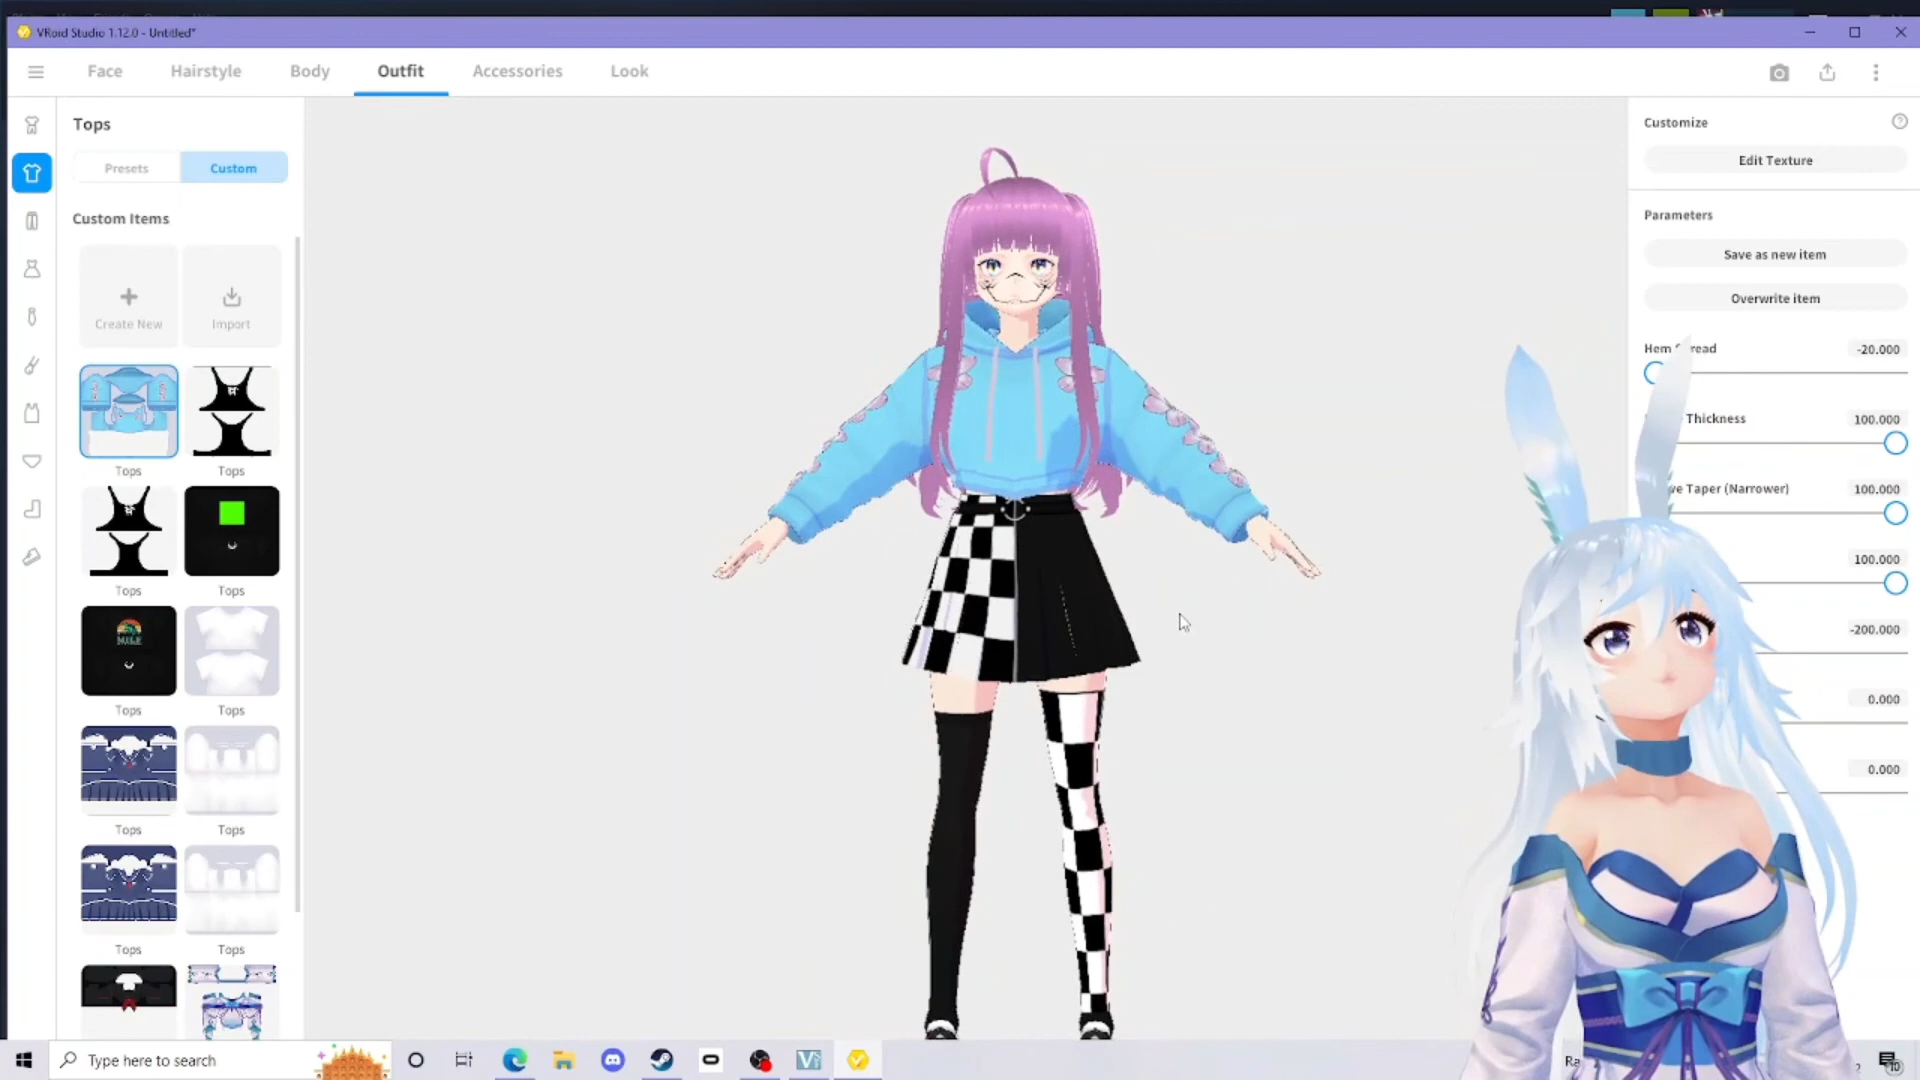 VRoid Studio 1.12.0 - Untitled*
Face
Hairstyle
Body
Outfit
Accessories
Look
Tops
Presets
Custom
Custom Items
Create New
Import
Tops
Tops
Tops
Tops
Tops
Tops
Tops
Tops
Tops
Tops
Customize
Edit Texture
Parameters
Save as new item
Overwrite item
Hem
-20.000
Thickness
100.000
Taper (Narrower)
100.000
100.000
-200.000
0.000
0.000
Type here to search